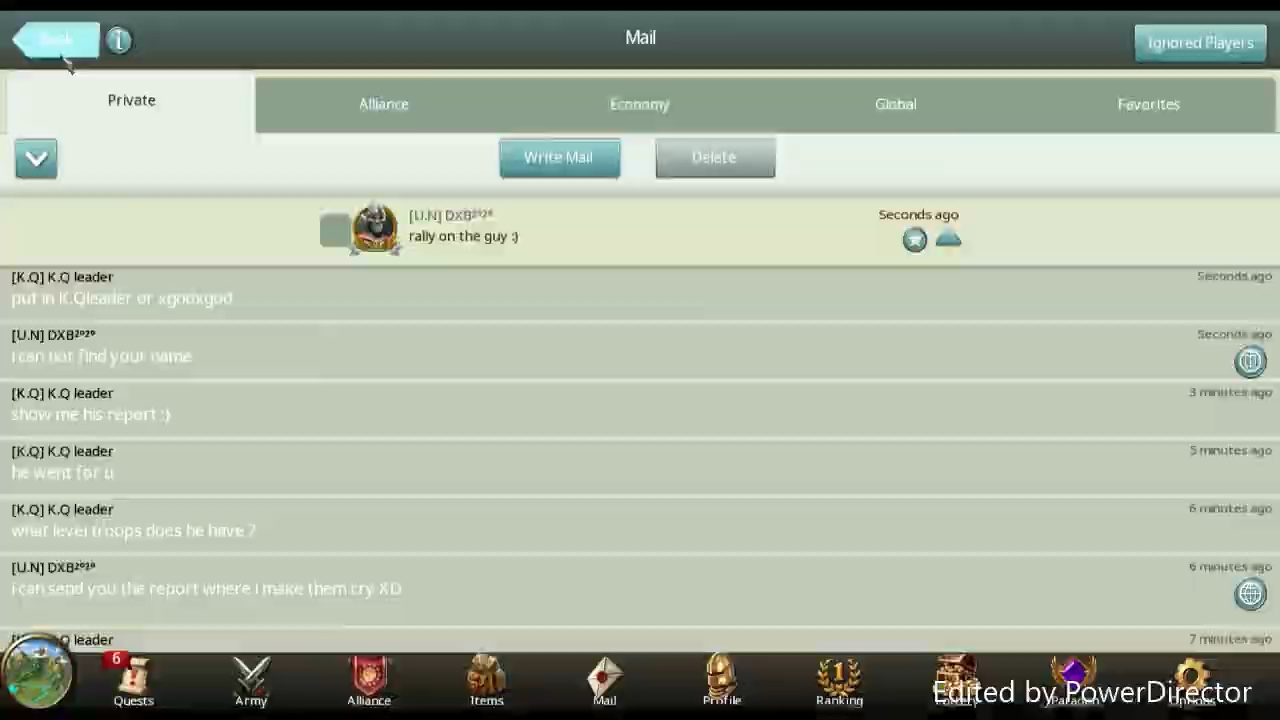 Back
Mail
Ignored Players
Private
Alliance
Economy
Global
Favorites
Write Mail
Delete
[U.N] DXB²⁰²⁰
Seconds ago
rally on the guy :)
[K.Q] K.Q leader
Seconds ago
put in K.Qleader or xgodxgod
[U.N] DXB²⁰²⁰
Seconds ago
i can not find your name
[K.Q] K.Q leader
3 minutes ago
show me his report :)
[K.Q] K.Q leader
5 minutes ago
he went for u
[K.Q] K.Q leader
6 minutes ago
what level troops does he have ?
[U.N] DXB²⁰²⁰
6 minutes ago
i can send you the report where i make them cry XD
leader
7 minutes ago
6
Quests
Army
Alliance
Items
Mail
Profile
Ranking
1
Edited by PowerDirector